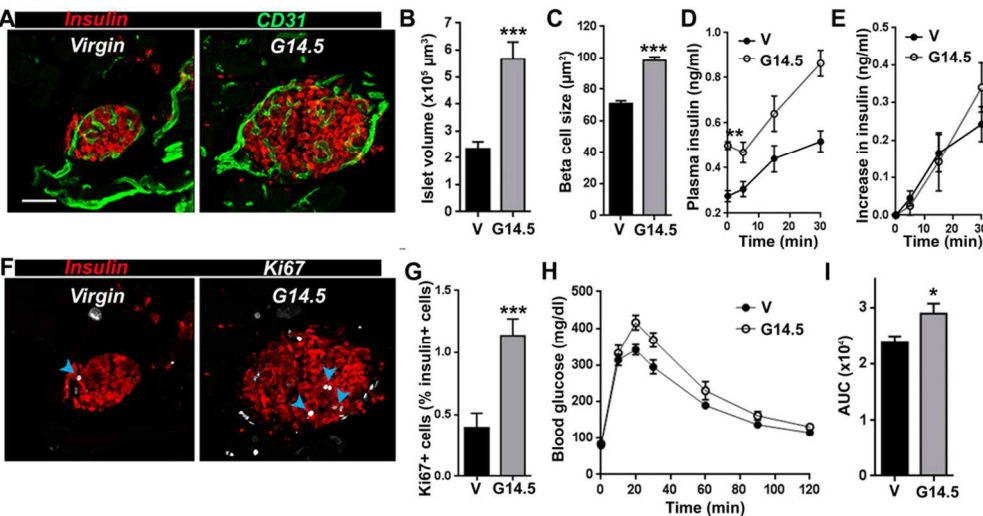 A
Insulin CD31
Virgin G14.5
B
Islet volume (x10⁵ µm³)
8
6
4
2
0
***
V G14.5
C
Beta cell size (µm²)
120
100
80
60
40
20
0
***
V G14.5
D
Plasma insulin (ng/ml)
1.0
0.8
0.6
0.4
0.2
V
G14.5
**
0 10 20 30
Time (min)
E
Increase in insulin (ng/ml)
0.5
0.4
0.3
0.2
0.1
0.0
V
G14.5
0 10 20 30
Time (min)
F
Insulin Ki67
Virgin G14.5
G
Ki67+ cells (% insulin+ cells)
1.5
1.0
0.5
0.0
***
V G14.5
H
Blood glucose (mg/dl)
500
400
300
200
100
0
V
G14.5
0 20 40 60 80 100 120
Time (min)
I
AUC (x10⁴)
3
2
1
0
*
V G14.5